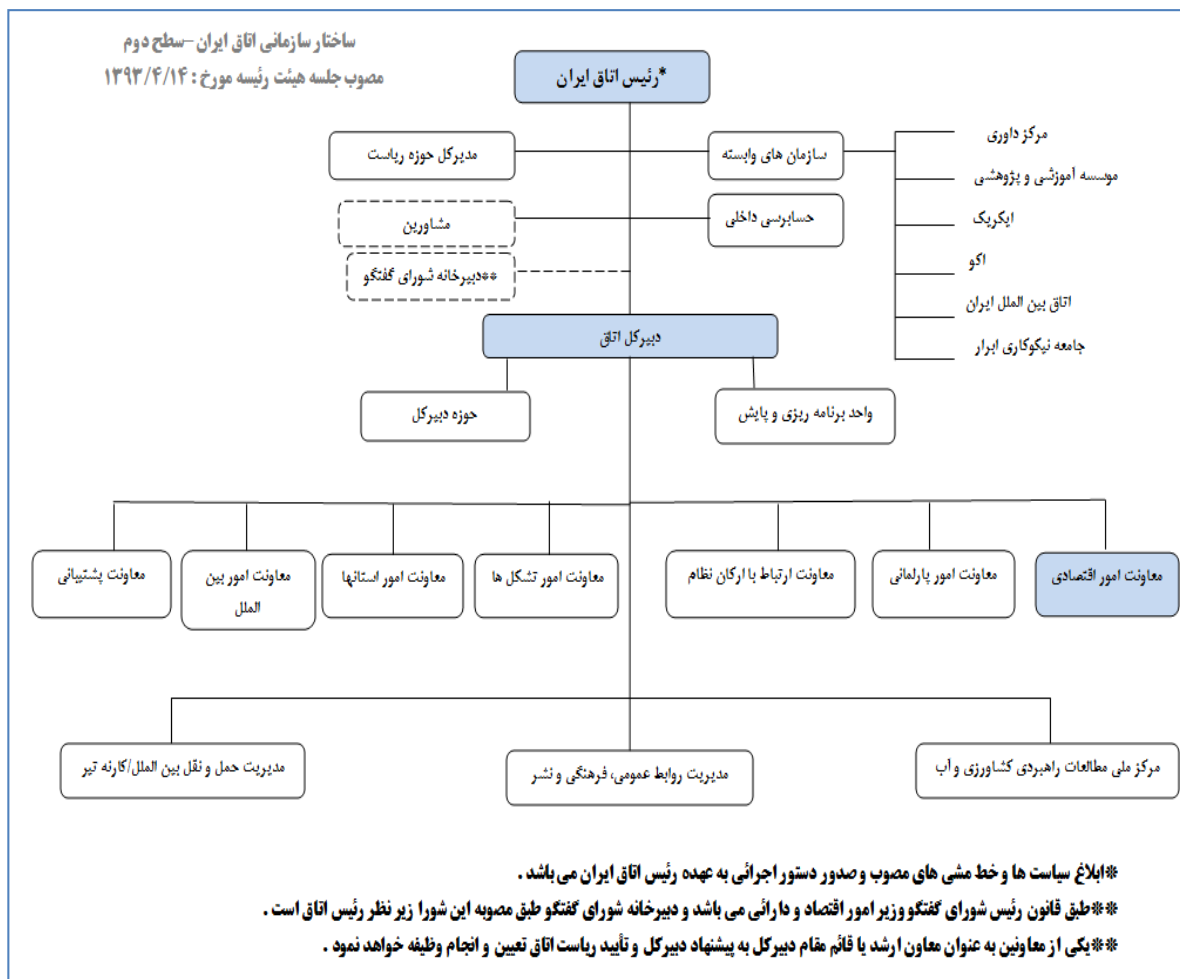 ساختار سازمانی اتاق ایران –سطح دوم
مصوب جلسه هیئت رئیسه مورخ : ۱۳۹۳/۴/۱۴
*رئیس اتاق ایران
سازمان های وابسته
مدیرکل حوزه ریاست
مرکز داوری
موسسه آموزشی و پژوهشی
ایکریک
اکو
اتاق بین الملل ایران
جامعه نیکوکاری ابرار
حسابرسی داخلی
مشاورین
**دبیرخانه شورای گفتگو
دبیرکل اتاق
واحد برنامه ریزی و پایش
حوزه دبیرکل
معاونت امور اقتصادی
معاونت امور پارلمانی
معاونت ارتباط با ارکان نظام
معاونت امور تشکل ها
معاونت امور استانها
معاونت امور بین
الملل
معاونت پشتیبانی
مرکز ملی مطالعات راهبردی کشاورزی و آب
مدیریت روابط عمومی، فرهنگی و نشر
مدیریت حمل و نقل بین الملل/کارنه تیر
*ابلاغ سیاست ها و خط مشی های مصوب و صدور دستور اجرائی به عهده رئیس اتاق ایران می باشد .
**طبق قانون رئیس شورای گفتگو وزیر امور اقتصاد و دارائی می باشد و دبیرخانه شورای گفتگو طبق مصوبه این شورا زیر نظر رئیس اتاق است .
**یکی از معاونین به عنوان معاون ارشد یا قائم مقام دبیرکل به پیشنهاد دبیرکل و تأیید ریاست اتاق تعیین و انجام وظیفه خواهد نمود .